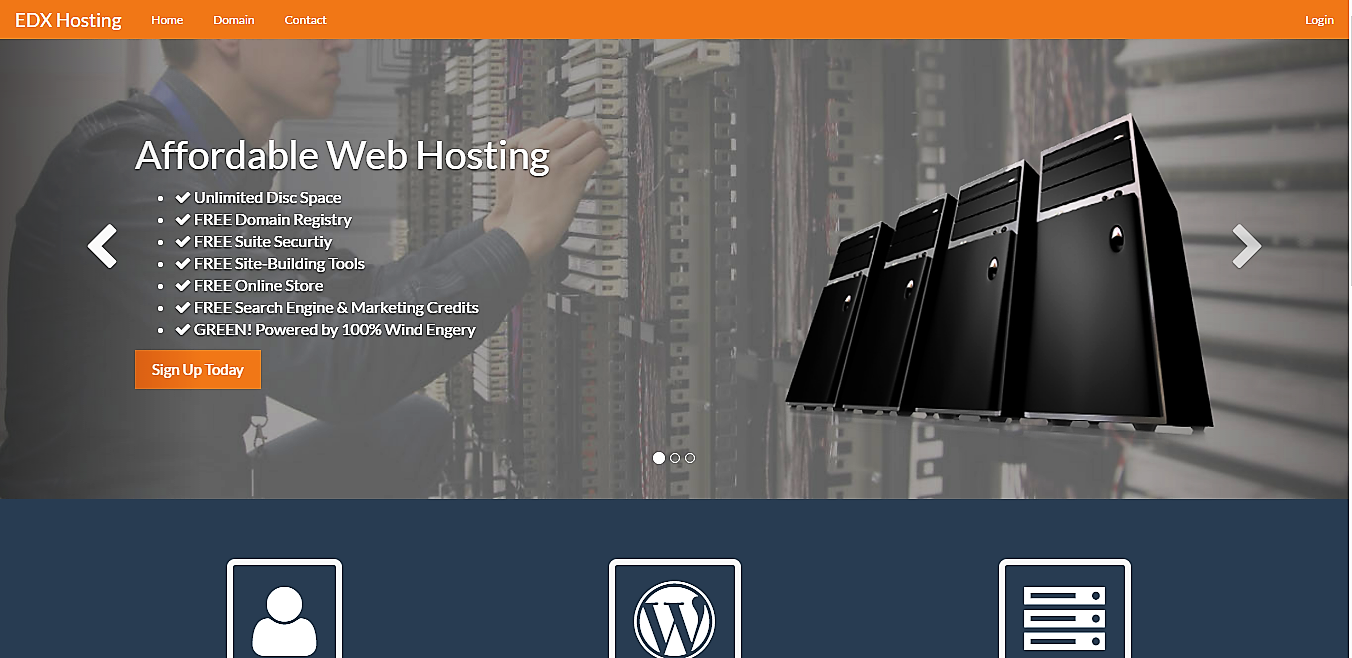 EDX Hosting Home Domain Contact Login
Affordable Web Hosting
Unlimited Disc Space
FREE Domain Registry
FREE Suite Securtiy
FREE Site-Building Tools
FREE Online Store
FREE Search Engine & Marketing Credits
GREEN! Powered by 100% Wind Engery
Sign Up Today